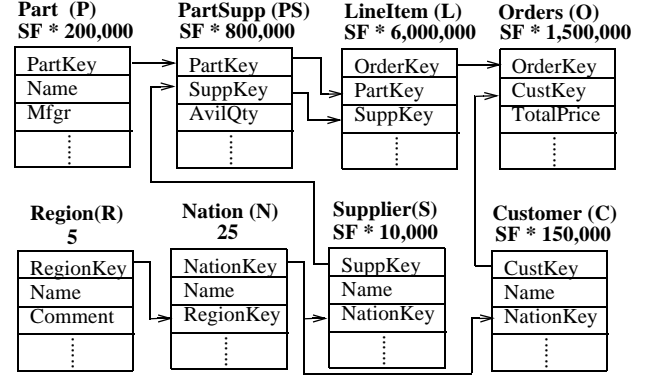 Part (P)
SF * 200,000
PartKey
Name
Mfgr
PartSupp (PS)
SF * 800,000
PartKey
SuppKey
AvilQty
LineItem (L)
SF * 6,000,000
OrderKey
PartKey
SuppKey
Orders (O)
SF * 1,500,000
OrderKey
CustKey
TotalPrice
Region(R)
5
RegionKey
Name
Comment
Nation (N)
25
NationKey
Name
RegionKey
Supplier(S)
SF * 10,000
SuppKey
Name
NationKey
Customer (C)
SF * 150,000
CustKey
Name
NationKey